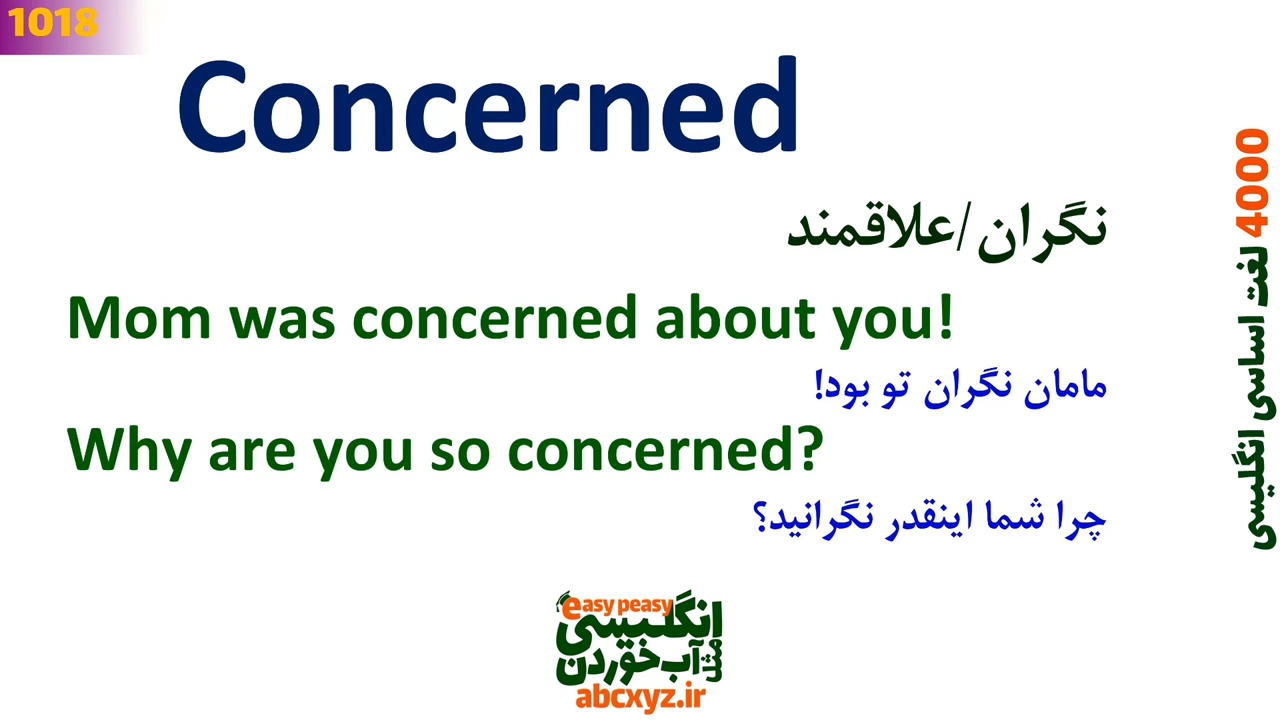 1018
Concerned
نگران/علاقمند
Mom was concerned about you!
مامان نگران تو بود!
Why are you so concerned?
چرا شما اینقدر نگرانید؟
4000 لغت اساسی انگلیسی
easy peasy
انگلیسی
مثل آب خوردن
abcxyz.ir